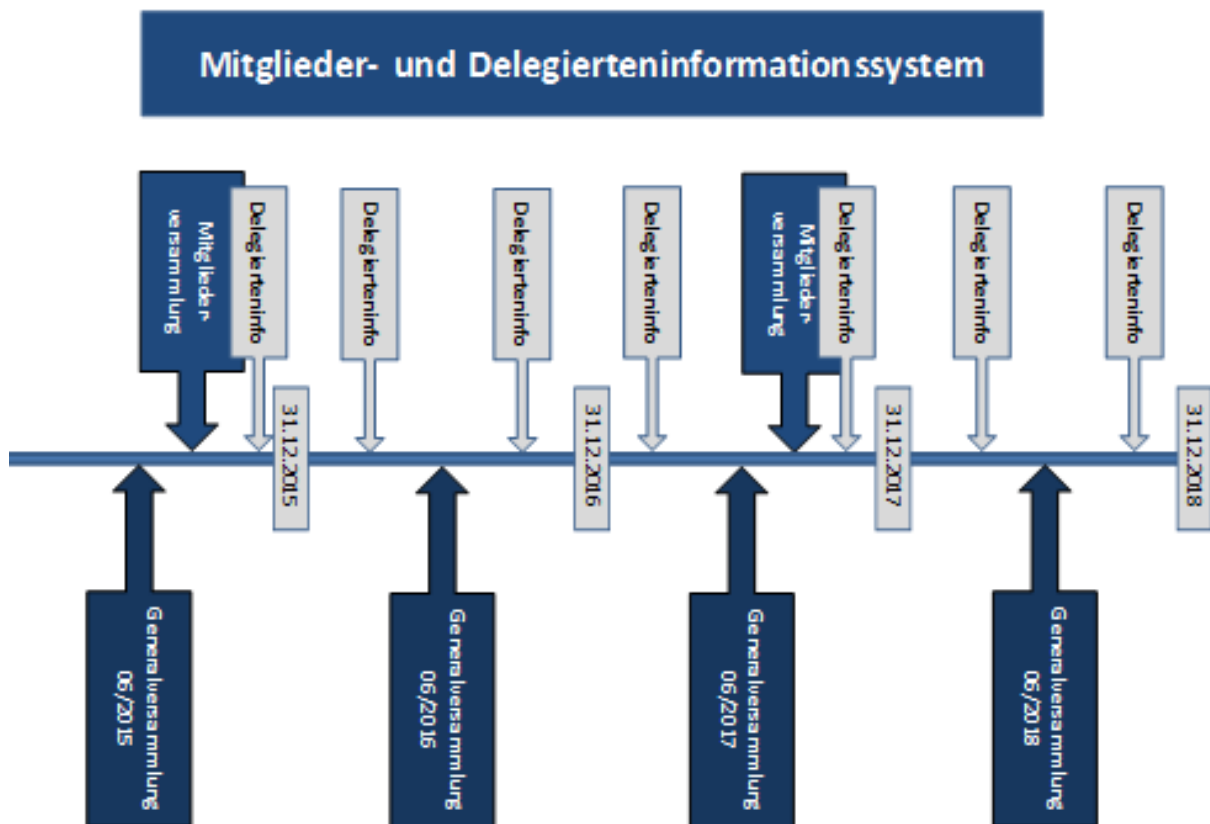 Mitglieder- und Delegierteninformationssystem
Mitglieder-
versammlung
Delegierteninfo
Delegierteninfo
Delegierteninfo
Delegierteninfo
Mitglieder-
versammlung
Delegierteninfo
Delegierteninfo
Delegierteninfo
31.12.2015
31.12.2016
31.12.2017
31.12.2018
Generalversammlung
06/2015
Generalversammlung
06/2016
Generalversammlung
06/2017
Generalversammlung
06/2018